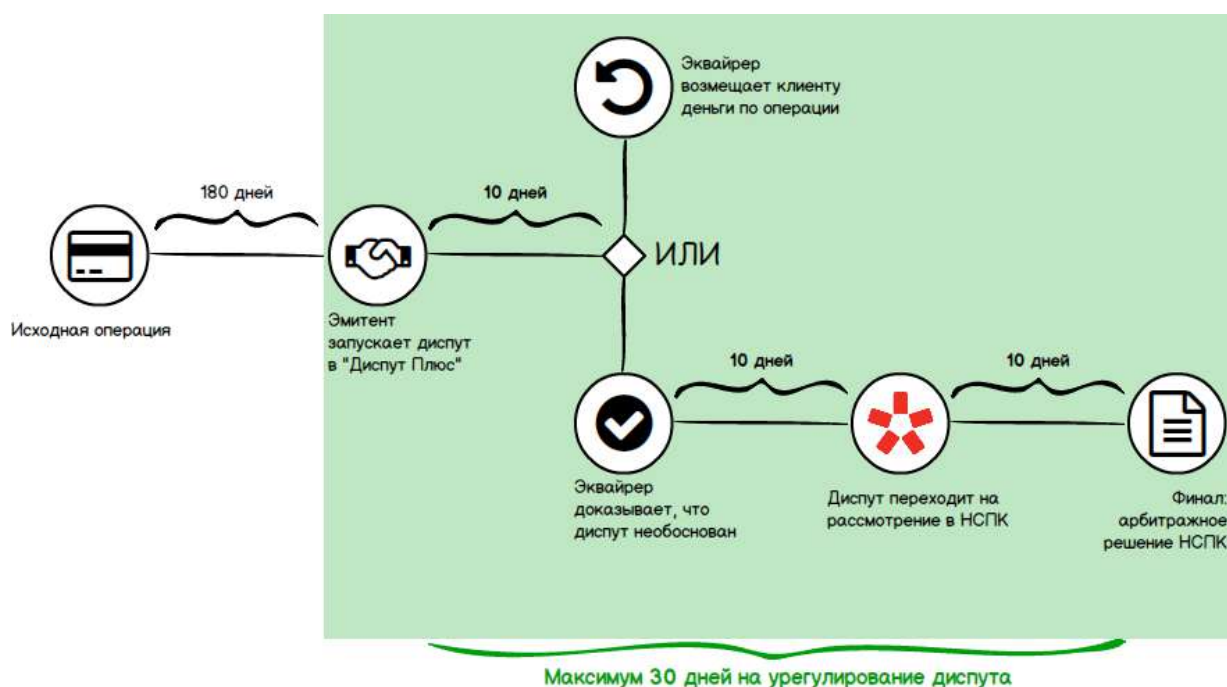 Эквайрер
возмещает клиенту
деньги по операции
180 дней
10 дней
ИЛИ
Исходная операция
Эмитент
запускает диспут
в "Диспут Плюс"
10 дней
10 дней
Эквайрер
доказывает, что
диспут необоснован
Диспут переходит на
рассмотрение в НСПК
Финал:
арбитражное
решение НСПК
Максимум 30 дней на урегулирование диспута